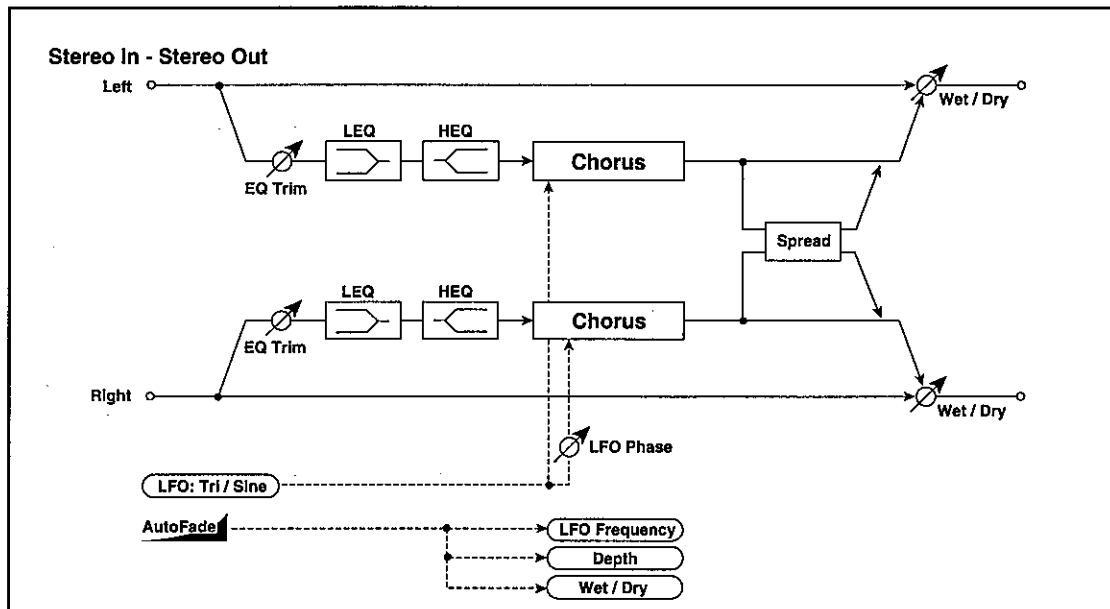 Stereo In - Stereo Out
Left
Wet / Dry
LEQ
HEQ
EQ Trim
Chorus
Spread
LEQ
HEQ
EQ Trim
Chorus
Right
Wet / Dry
LFO Phase
LFO: Tri / Sine
AutoFade
LFO Frequency
Depth
Wet / Dry